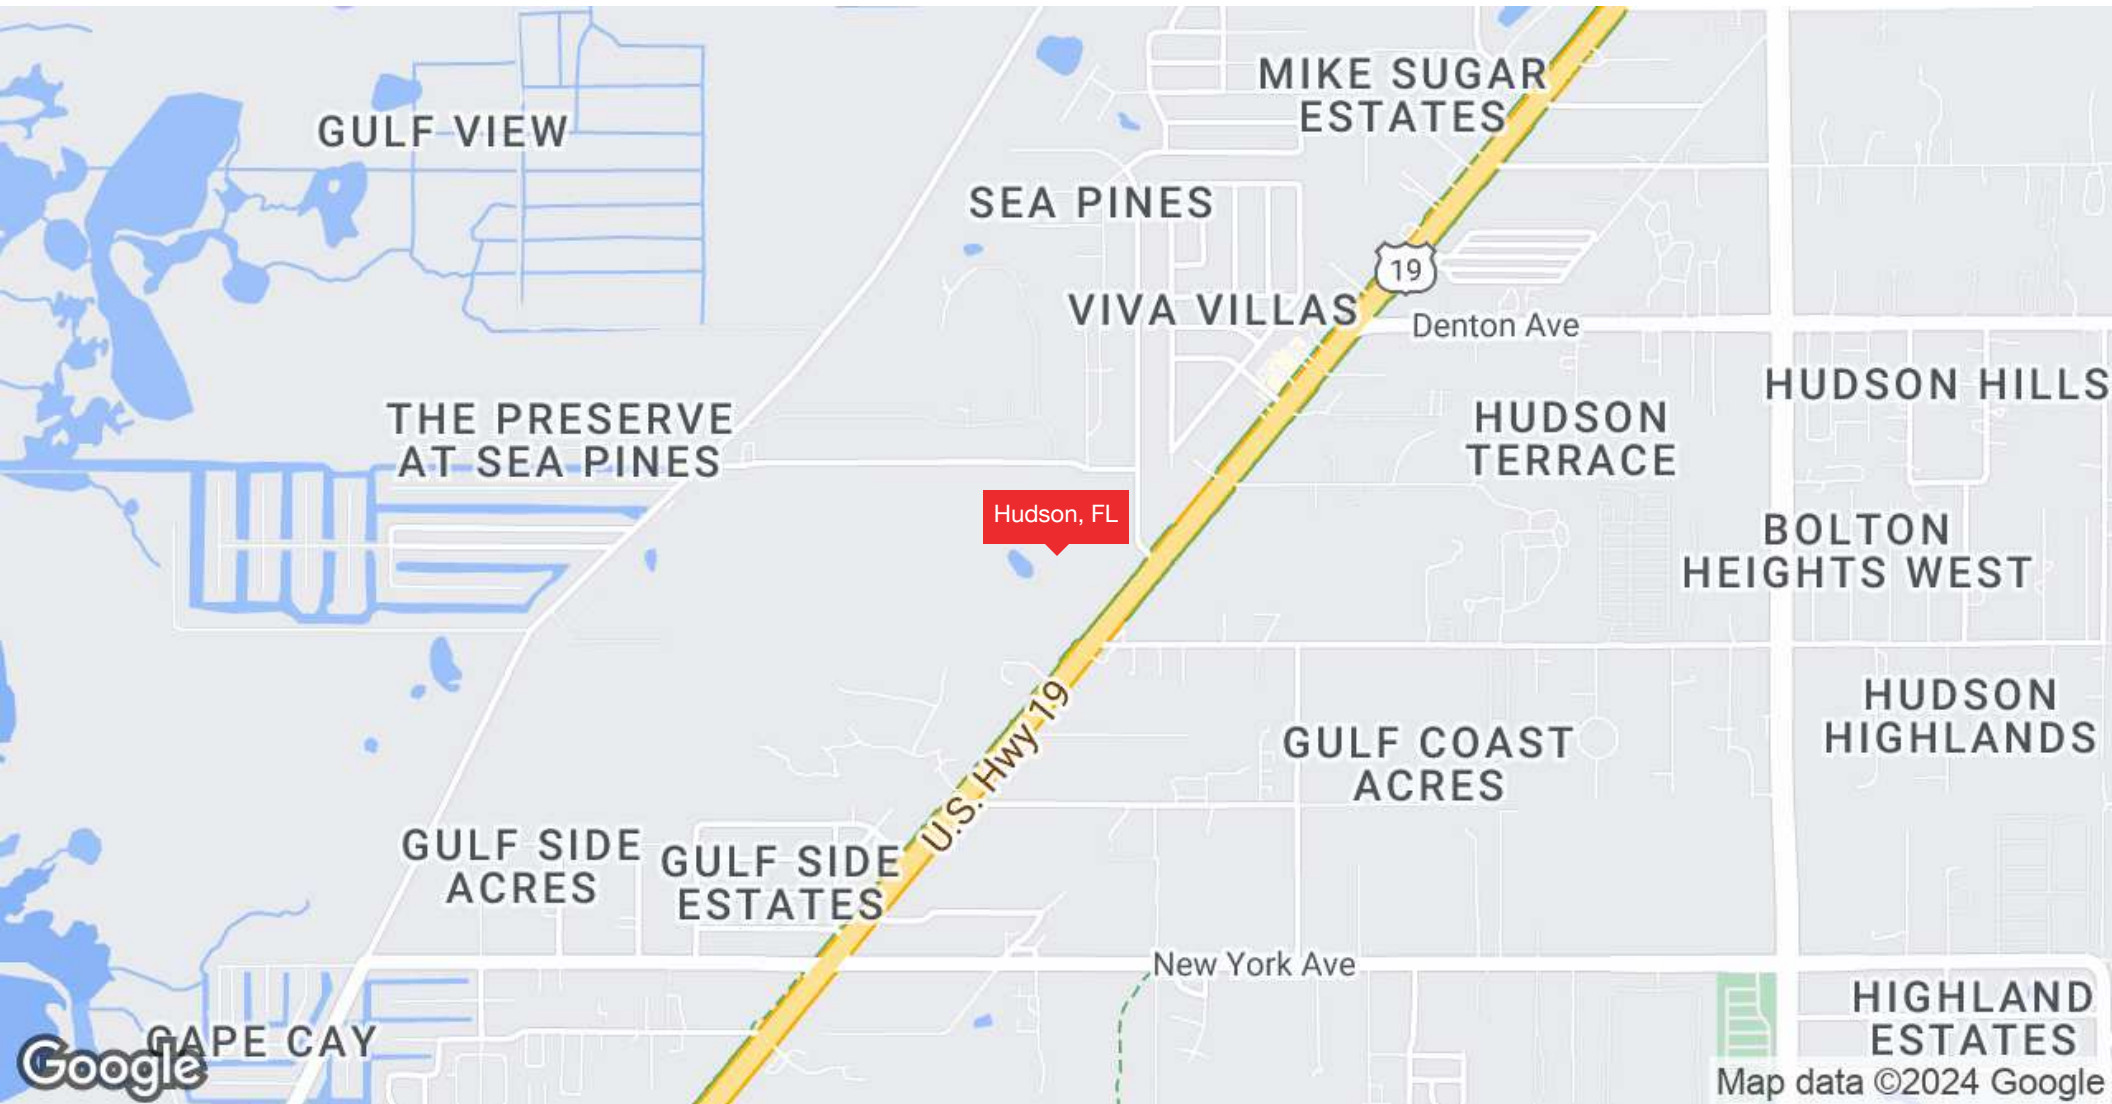 MIKE SUGAR
ESTATES
GULF VIEW
SEA PINES
19
VIVA VILLAS
Denton Ave
HUDSON HILLS
THE PRESERVE
AT SEA PINES
HUDSON
TERRACE
Hudson, FL
BOLTON
HEIGHTS WEST
U.S. Hwy 19
HUDSON
HIGHLANDS
GULF COAST
ACRES
GULF SIDE
ACRES
GULF SIDE
ESTATES
New York Ave
HIGHLAND
ESTATES
CAPE CAY
Google
Map data ©2024 Google